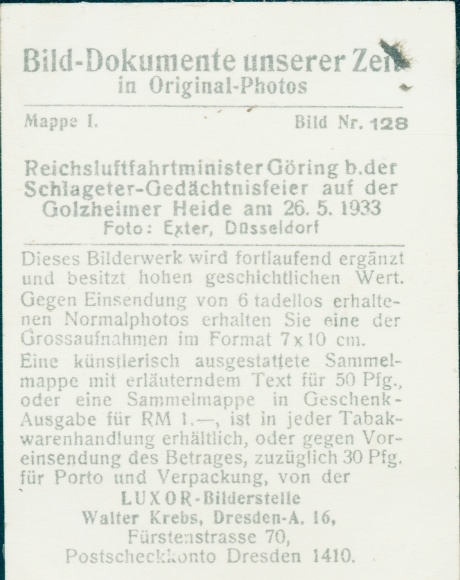 Bild-Dokumente unserer Zeit
in Original-Photos
Mappe I. Bild Nr. 128
Reichsluftfahrtminister Göring b. der
Schlageter-Gedächtnisfeier auf der
Golzheimer Heide am 26. 5. 1933
Foto: Exter, Düsseldorf
Dieses Bilderwerk wird fortlaufend ergänzt
und besitzt hohen geschichtlichen Wert.
Gegen Einsendung von 6 tadellos erhalte-
nen Normalphotos erhalten Sie eine der
Grossaufnahmen im Format 7x10 cm.
Eine künstlerisch ausgestattete Sammel-
mappe mit erläuterndem Text für 50 Pfg.,
oder eine Sammelmappe in Geschenk-
Ausgabe für RM 1.—, ist in jeder Tabak-
warenhandlung erhältlich, oder gegen Vor-
einsendung des Betrages, zuzüglich 30 Pfg.
für Porto und Verpackung, von der
LUXOR-Bilderstelle
Walter Krebs, Dresden-A. 16,
Fürstenstrasse 70,
Postscheckkonto Dresden 1410.